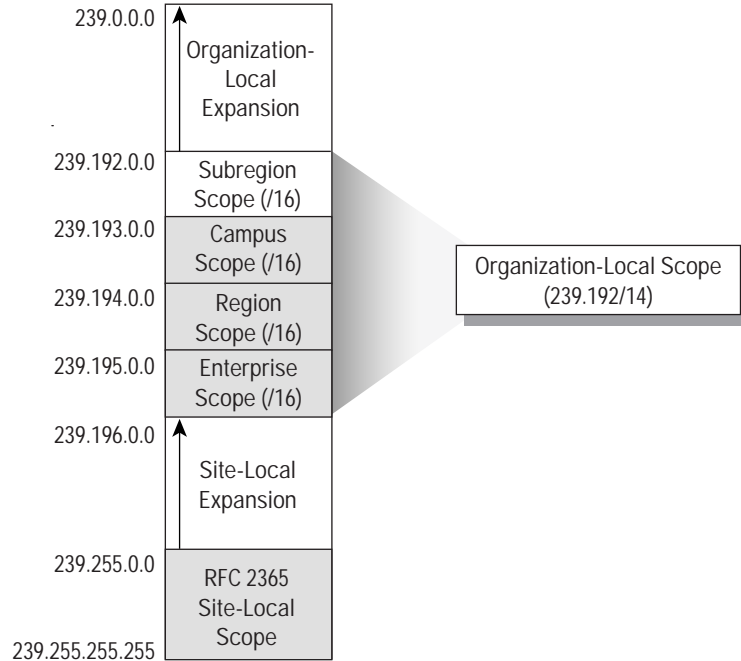 239.0.0.0
Organization-
Local
Expansion
239.192.0.0
Subregion
Scope (/16)
239.193.0.0
Campus
Scope (/16)
239.194.0.0
Region
Scope (/16)
239.195.0.0
Enterprise
Scope (/16)
239.196.0.0
Site-Local
Expansion
239.255.0.0
RFC 2365
Site-Local
Scope
239.255.255.255
Organization-Local Scope
(239.192/14)